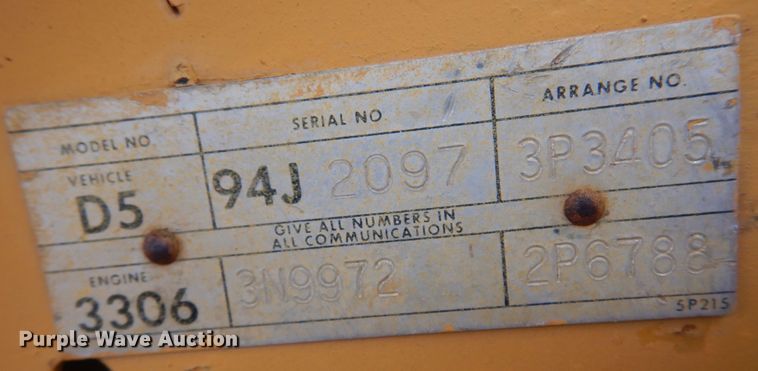 MODEL NO SERIAL NO ARRANGE NO.
VEHICLE
D5 94J 2097 3P3405
GIVE ALL NUMBERS IN
ALL COMMUNICATIONS
ENGINE
3306 3N9972 2P6788
5P215
Purple Wave Auction